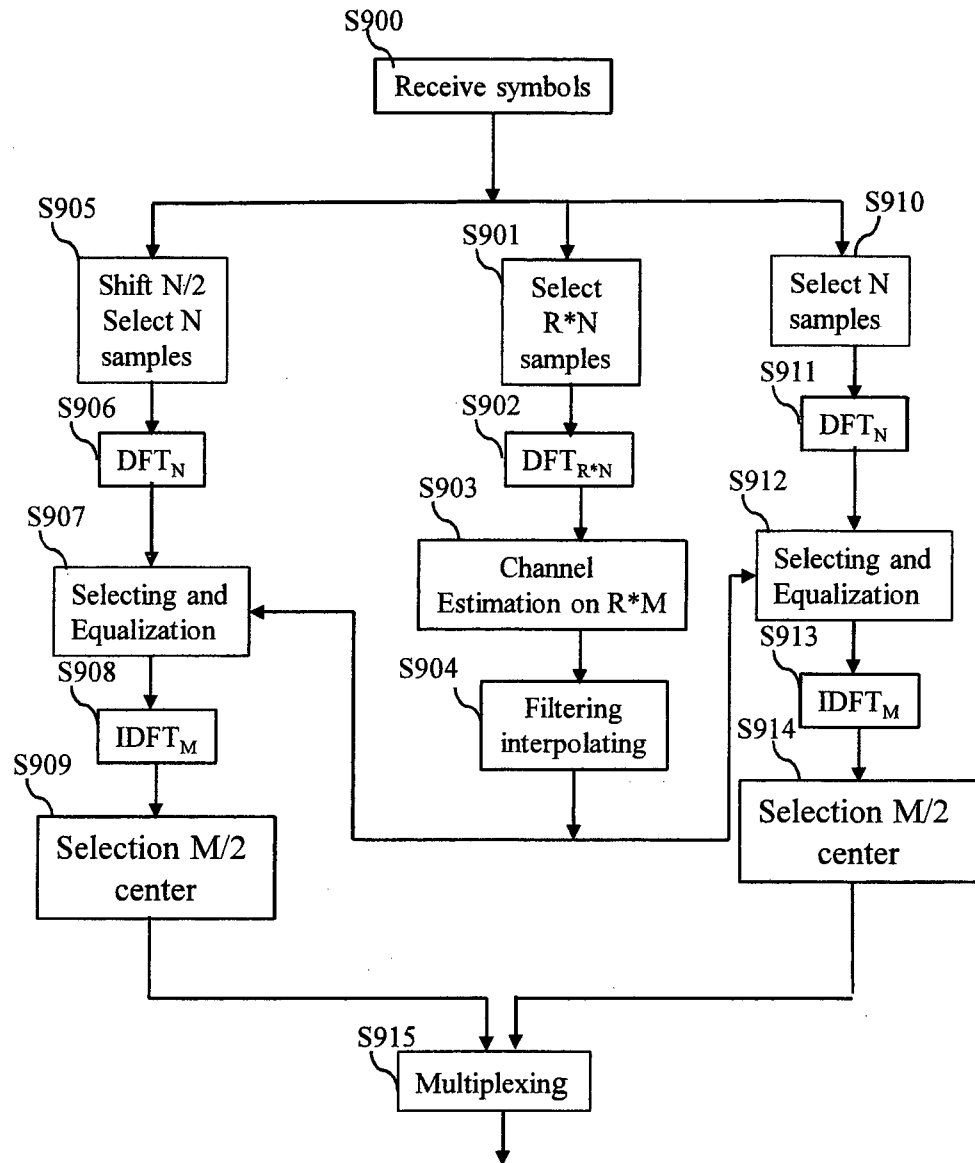 S900
Receive symbols
S905
Shift N/2
Select N
samples
S901
Select
R*N
samples
S910
Select N
samples
S906
DFT_N
S902
DFT_R*N
S911
DFT_N
S907
Selecting and
Equalization
S903
Channel
Estimation on R*M
S912
Selecting and
Equalization
S908
IDFT_M
S904
Filtering
interpolating
S913
IDFT_M
S909
Selection M/2
center
S914
Selection M/2
center
S915
Multiplexing